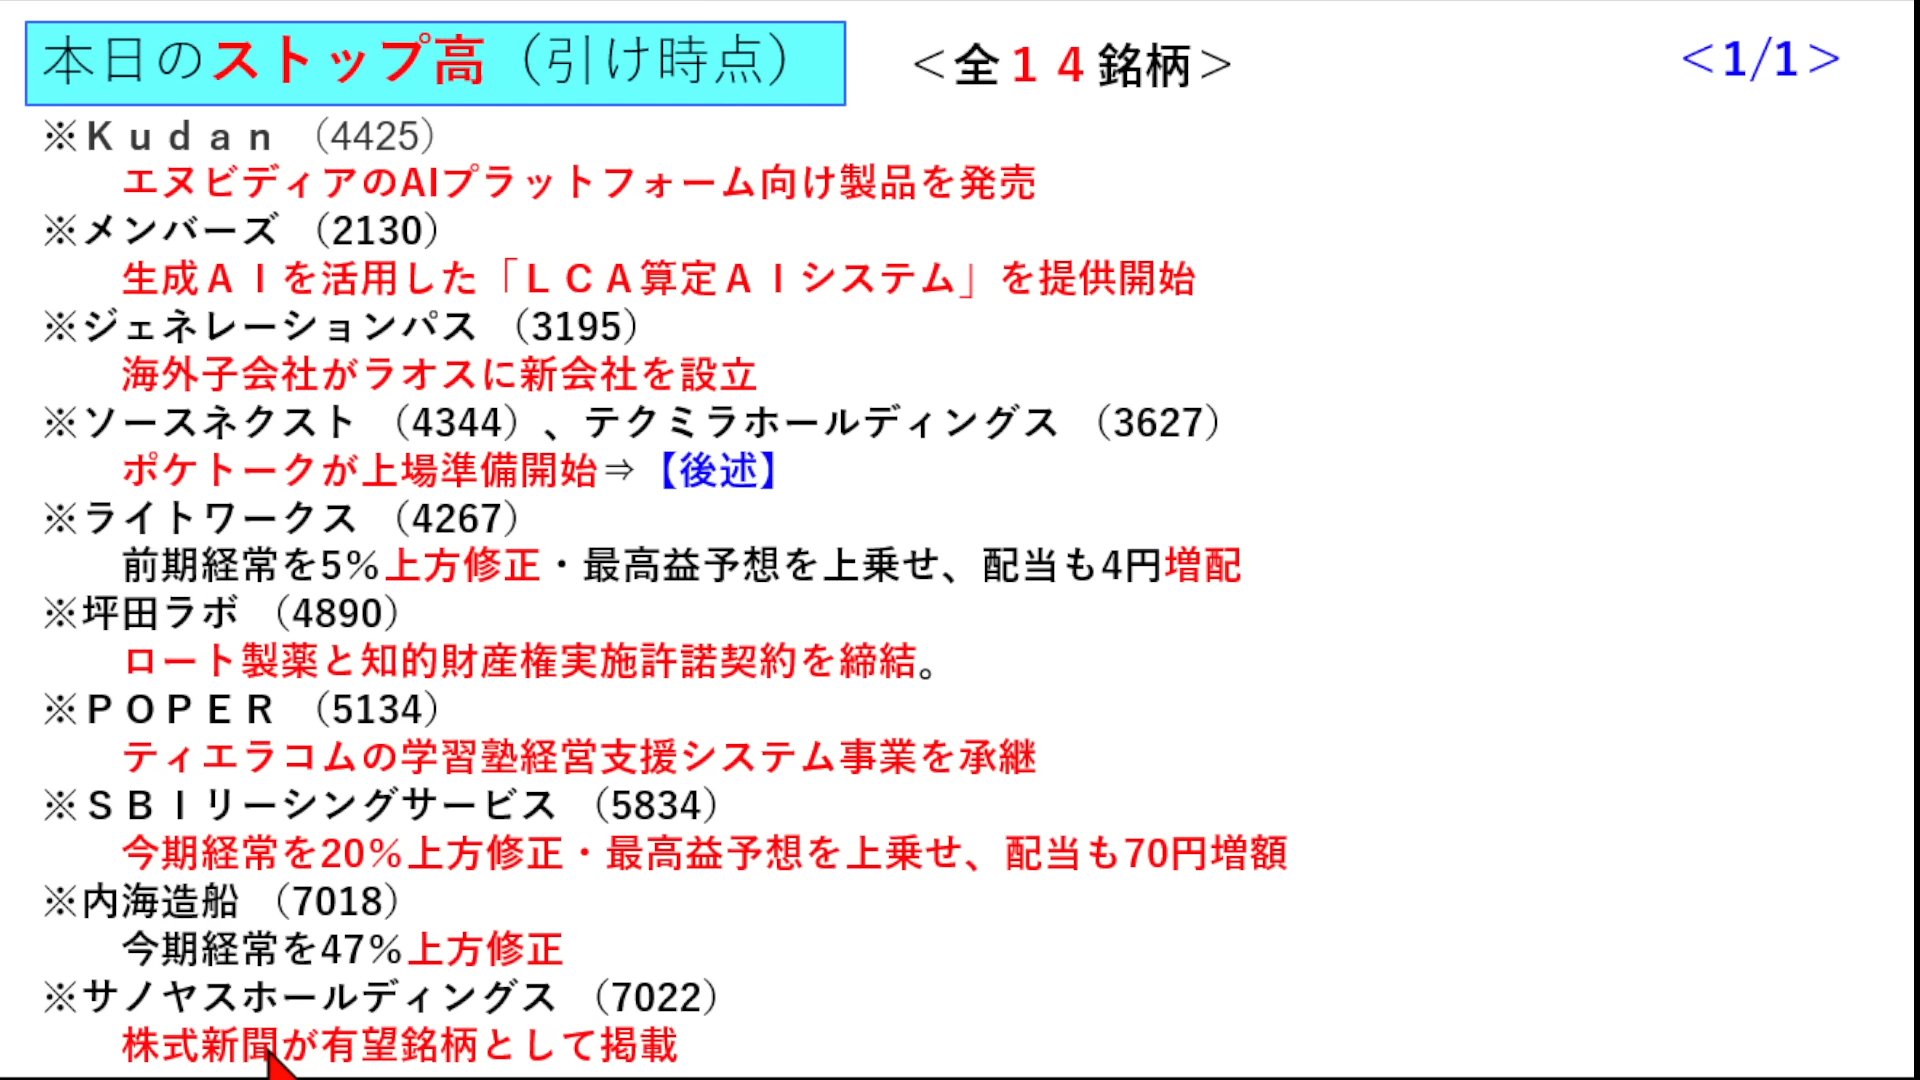 本日のストップ高（引け時点） ＜全１４銘柄＞ ＜1/1＞
※Ｋｕｄａｎ （4425）
エヌビディアのAIプラットフォーム向け製品を発売
※メンバーズ （2130）
生成ＡＩを活用した「ＬＣＡ算定ＡＩシステム」を提供開始
※ジェネレーションパス （3195）
海外子会社がラオスに新会社を設立
※ソースネクスト （4344）、テクミラホールディングス （3627）
ポケトークが上場準備開始⇒【後述】
※ライトワークス （4267）
前期経常を5％上方修正・最高益予想を上乗せ、配当も4円増配
※坪田ラボ （4890）
ロート製薬と知的財産権実施許諾契約を締結。
※ＰＯＰＥＲ （5134）
ティエラコムの学習塾経営支援システム事業を承継
※ＳＢＩリーシングサービス （5834）
今期経常を20％上方修正・最高益予想を上乗せ、配当も70円増額
※内海造船 （7018）
今期経常を47％上方修正
※サノヤスホールディングス （7022）
株式新聞が有望銘柄として掲載